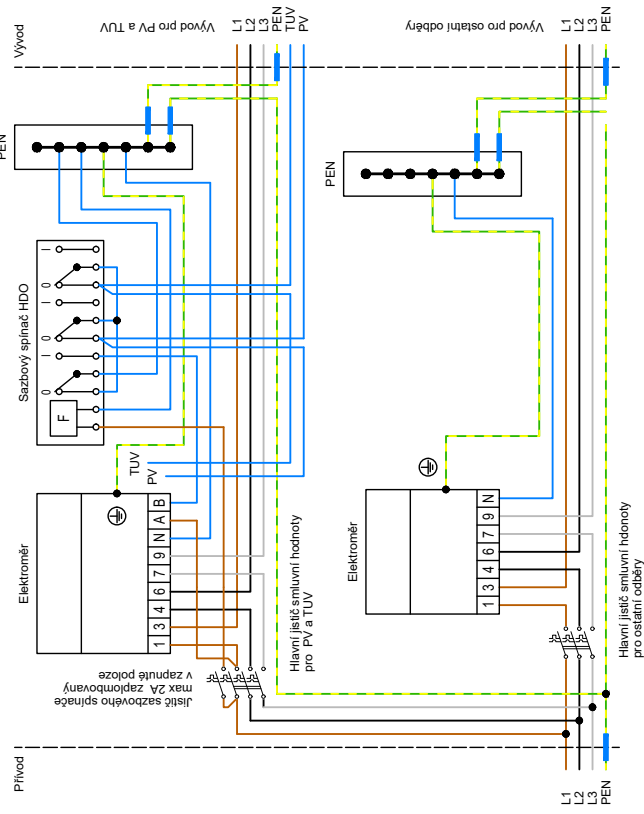 Přívod
Vývod
Elektroměr
1 3 4 6 7 9 N A B
Sazbový spínač HDO
F
0 I 0 I 0 I
PEN
TUV
PV
Jistič sazbového spínače
max 2A zaplombovaný
v zapnuté poloze
Hlavní jistič smluvní hodnoty
pro PV a TUV
Vývod pro PV a TUV
L1
L2
L3
PEN
TUV
PV
Elektroměr
1 3 4 6 7 9 N
PEN
Hlavní jistič smluvní hdonoty
pro ostatní odběry
Vývod pro ostatní odběry
L1
L2
L3
PEN
L1
L2
L3
PEN